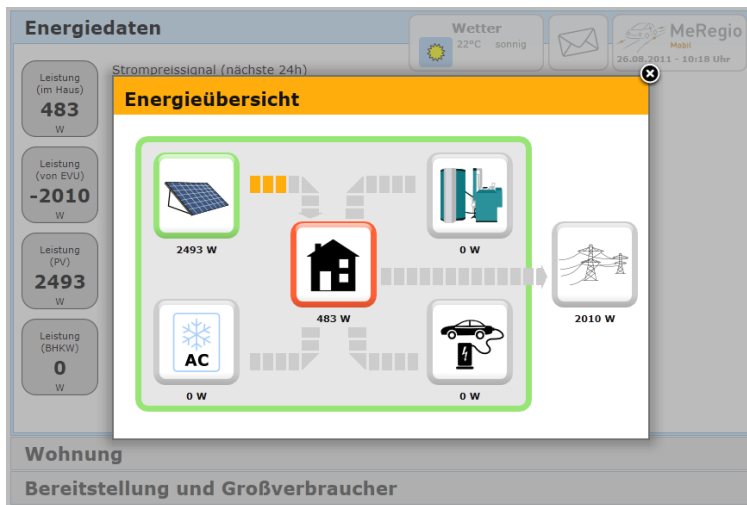 Energiedaten
Wetter
22°C sonnig
MeRegio
Mobil
26.08.2011 - 10:18 Uhr
Leistung
(im Haus)
483
W
Leistung
(von EVU)
-2010
W
Leistung
(PV)
2493
W
Leistung
(BHKW)
0
W
Strompreissignal (nächste 24h)
Energieübersicht
2493 W
0 W
483 W
2010 W
AC
0 W
0 W
Wohnung
Bereitstellung und Großverbraucher